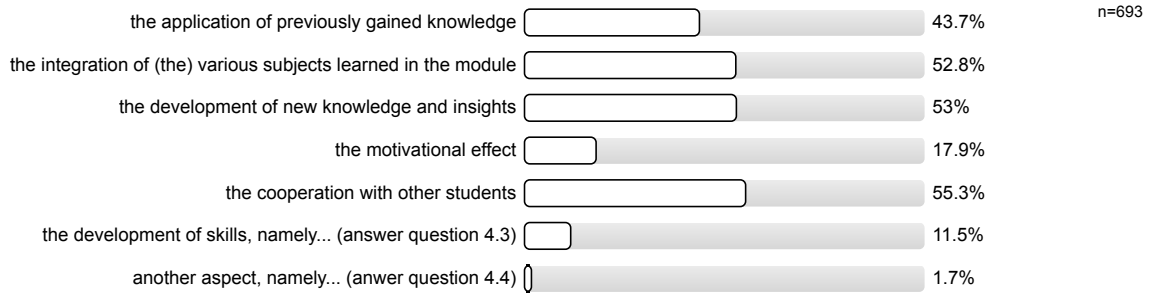 the application of previously gained knowledge 43.7% n=693
the integration of (the) various subjects learned in the module 52.8%
the development of new knowledge and insights 53%
the motivational effect 17.9%
the cooperation with other students 55.3%
the development of skills, namely... (answer question 4.3) 11.5%
another aspect, namely... (anwer question 4.4) 1.7%